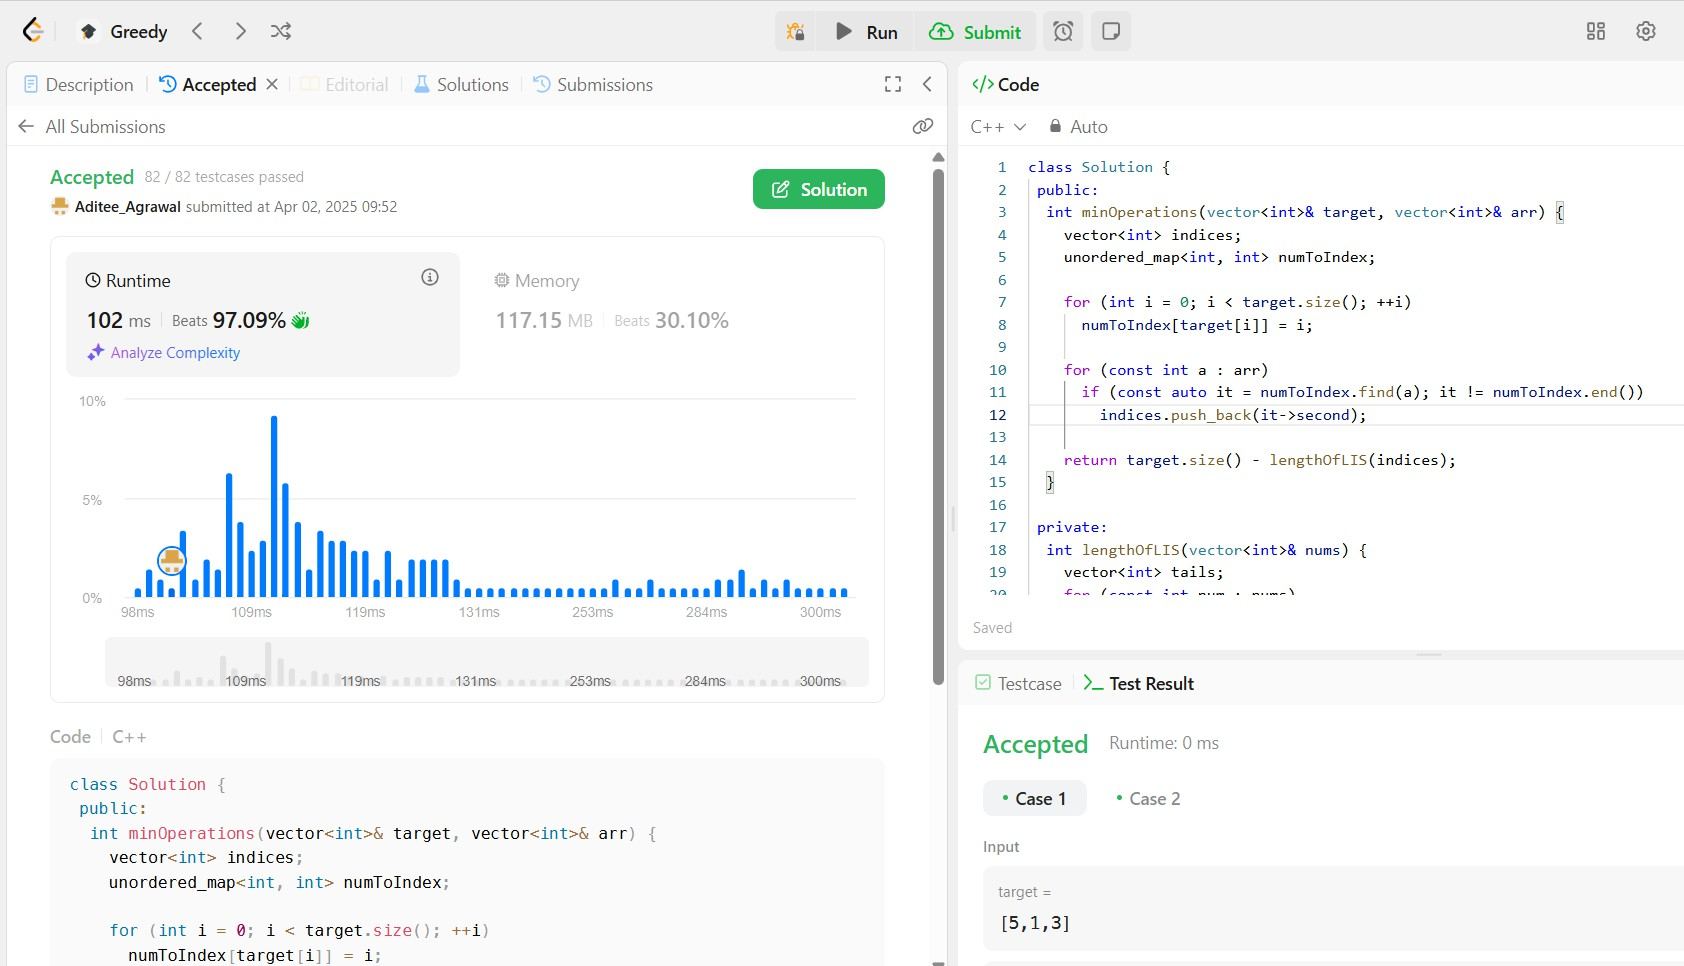 Greedy
Run
Submit
Description
Accepted
Editorial
Solutions
Submissions
All Submissions
Accepted 82 / 82 testcases passed
Aditee_Agrawal submitted at Apr 02, 2025 09:52
Solution
Runtime
102 ms Beats 97.09%
Analyze Complexity
Memory
117.15 MB Beats 30.10%
10%
5%
0%
98ms 109ms 119ms 131ms 253ms 284ms 300ms
98ms 109ms 119ms 131ms 253ms 284ms 300ms
Code C++
class Solution {
public:
int minOperations(vector<int>& target, vector<int>& arr) {
vector<int> indices;
unordered_map<int, int> numToIndex;
for (int i = 0; i < target.size(); ++i)
numToIndex[target[i]] = i;
</> Code
C++ Auto
1 class Solution {
2 public:
3 int minOperations(vector<int>& target, vector<int>& arr) {
4 vector<int> indices;
5 unordered_map<int, int> numToIndex;
6
7 for (int i = 0; i < target.size(); ++i)
8 numToIndex[target[i]] = i;
9
10 for (const int a : arr)
11 if (const auto it = numToIndex.find(a); it != numToIndex.end())
12 indices.push_back(it->second);
13
14 return target.size() - lengthOfLIS(indices);
15 }
16
17 private:
18 int lengthOfLIS(vector<int>& nums) {
19 vector<int> tails;
20 for (const int num : nums)
Saved
Testcase
Test Result
Accepted Runtime: 0 ms
• Case 1
• Case 2
Input
target =
[5,1,3]